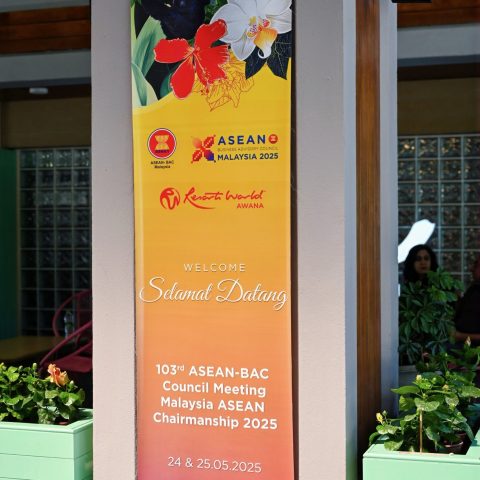 ASEAN-BAC
Malaysia
ASEAN
BUSINESS ADVISORY COUNCIL
MALAYSIA 2025
Resorts World
AWANA
WELCOME
Selamat Datang
103rd ASEAN-BAC
Council Meeting
Malaysia ASEAN
Chairmanship 2025
24 & 25.05.2025